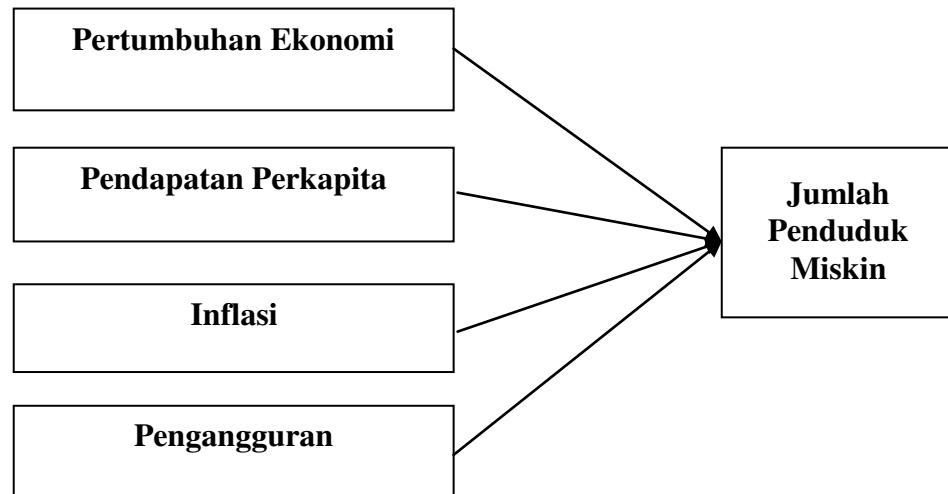 Pertumbuhan Ekonomi
Pendapatan Perkapita
Inflasi
Pengangguran
Jumlah
Penduduk
Miskin